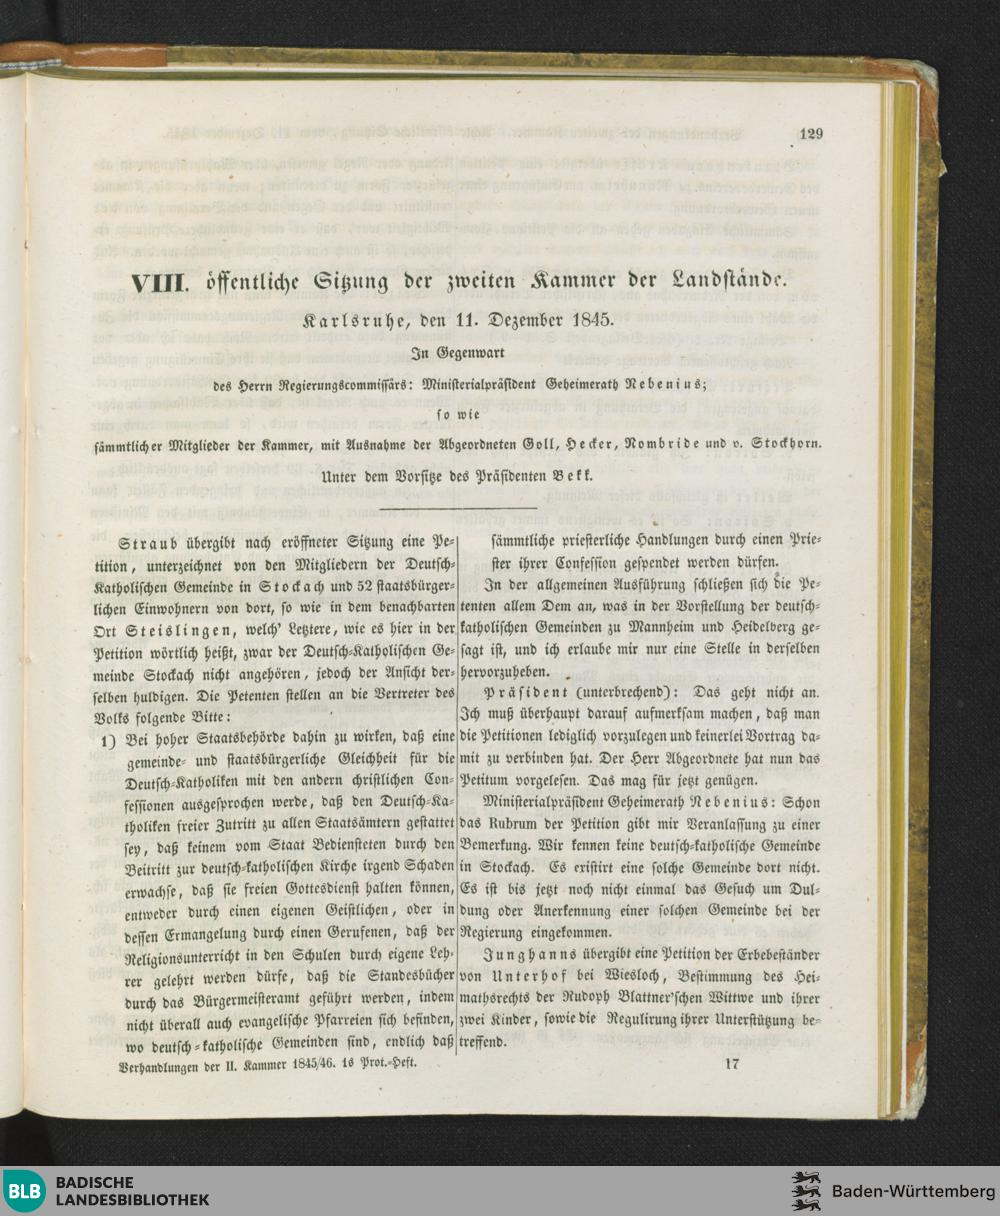 129
VIII. öffentliche Sitzung der zweiten Kammer der Landstände.
Karlsruhe, den 11. Dezember 1845.
In Gegenwart
des Herrn Regierungscommissärs: Ministerialpräsident Geheimerath Nebenius;
so wie
sämmtlicher Mitglieder der Kammer, mit Ausnahme der Abgeordneten Goll, Hecker, Rombride und v. Stockhorn.
Unter dem Vorsitze des Präsidenten Bekk.
Straub übergibt nach eröffneter Sitzung eine Pe-
tition, unterzeichnet von den Mitgliedern der Deutsch-
Katholischen Gemeinde in Stockach und 52 staatsbürger-
lichen Einwohnern von dort, so wie in dem benachbarten
Ort Steislingen, welch' Letztere, wie es hier in der
Petition wörtlich heißt, zwar der Deutsch-Katholischen Ge-
meinde Stockach nicht angehören, jedoch der Ansicht der-
selben huldigen. Die Petenten stellen an die Vertreter des
Volks folgende Bitte:
1) Bei hoher Staatsbehörde dahin zu wirken, daß eine
gemeinde- und staatsbürgerliche Gleichheit für die
Deutsch-Katholiken mit den andern christlichen Con-
fessionen ausgesprochen werde, daß den Deutsch-Ka-
tholiken freier Zutritt zu allen Staatsämtern gestattet
sey, daß keinem vom Staat Bediensteten durch den
Beitritt zur deutsch-katholischen Kirche irgend Schaden
erwachse, daß sie freien Gottesdienst halten können,
entweder durch einen eigenen Geistlichen, oder in
dessen Ermangelung durch einen Gerufenen, daß der
Religionsunterricht in den Schulen durch eigene Leh-
rer gelehrt werden dürfe, daß die Standesbücher
durch das Bürgermeisteramt geführt werden, indem
nicht überall auch evangelische Pfarreien sich befinden,
wo deutsch-katholische Gemeinden sind, endlich daß
sämmtliche priesterliche Handlungen durch einen Prie-
ster ihrer Confession gespendet werden dürfen.
In der allgemeinen Ausführung schließen sich die Pe-
tenten allem Dem an, was in der Vorstellung der deutsch-
katholischen Gemeinden zu Mannheim und Heidelberg ge-
sagt ist, und ich erlaube mir nur eine Stelle in derselben
hervorzuheben.
Präsident (unterbrechend): Das geht nicht an.
Ich muß überhaupt darauf aufmerksam machen, daß man
die Petitionen lediglich vorzulegen und keinerlei Vortrag da-
mit zu verbinden hat. Der Herr Abgeordnete hat nun das
Petitum vorgelesen. Das mag für jetzt genügen.
Ministerialpräsident Geheimerath Nebenius: Schon
das Rubrum der Petition gibt mir Veranlassung zu einer
Bemerkung. Wir kennen keine deutsch-katholische Gemeinde
in Stockach. Es existirt eine solche Gemeinde dort nicht.
Es ist bis jetzt noch nicht einmal das Gesuch um Dul-
dung oder Anerkennung einer solchen Gemeinde bei der
Regierung eingekommen.
Junghanns übergibt eine Petition der Erbebeständer
von Unterhof bei Wiesloch, Bestimmung des Hei-
mathsrechts der Rudoph Blattner'schen Wittwe und ihrer
zwei Kinder, sowie die Regulirung ihrer Unterstützung be-
treffend.
Verhandlungen der II. Kammer 1845/46. 1s Prot.-Heft.
17
BLB BADISCHE
LANDESBIBLIOTHEK
Baden-Württemberg